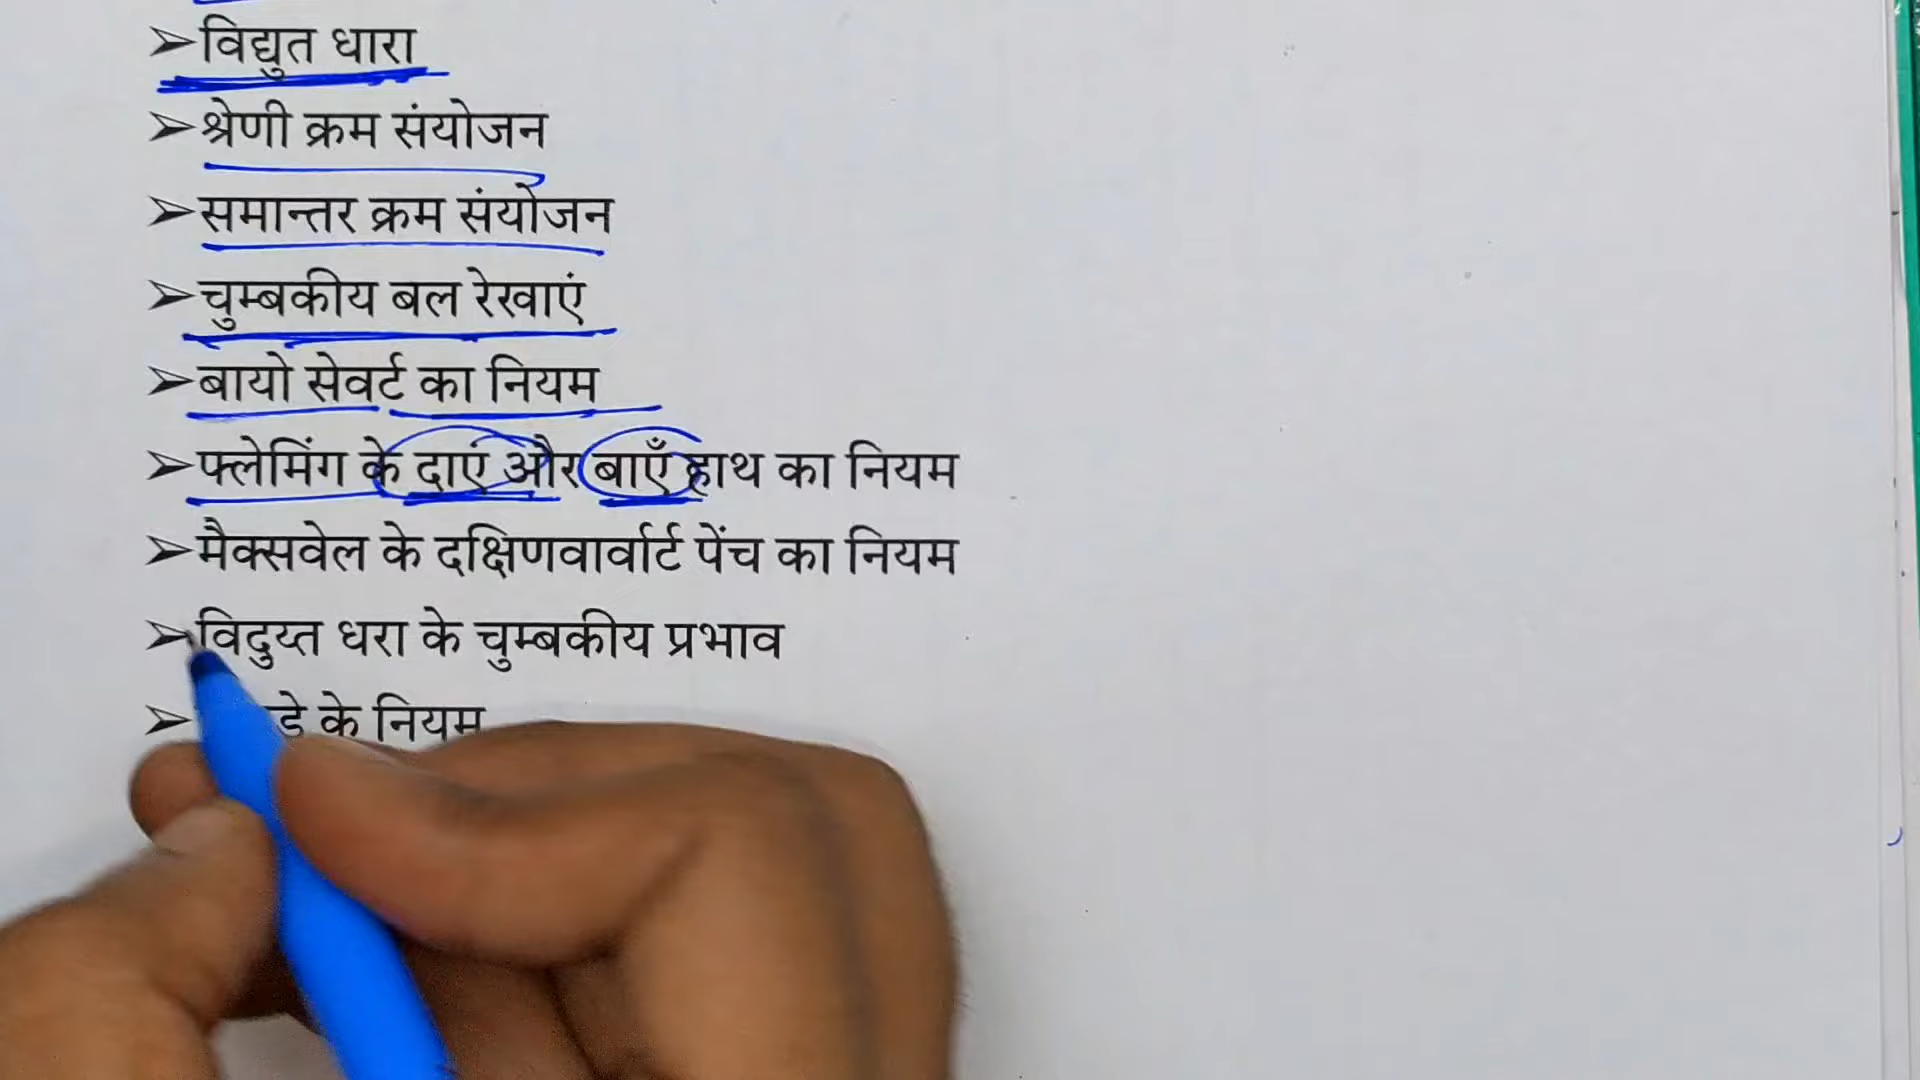 ➢विद्युत धारा
➢श्रेणी क्रम संयोजन
➢समान्तर क्रम संयोजन
➢चुम्बकीय बल रेखाएं
➢बायो सेवर्ट का नियम
➢फ्लेमिंग के दाएं और बाएँ हाथ का नियम
➢मैक्सवेल के दक्षिणवार्वार्ट पेंच का नियम
➢विदुय्त धरा के चुम्बकीय प्रभाव
➢ के नियम